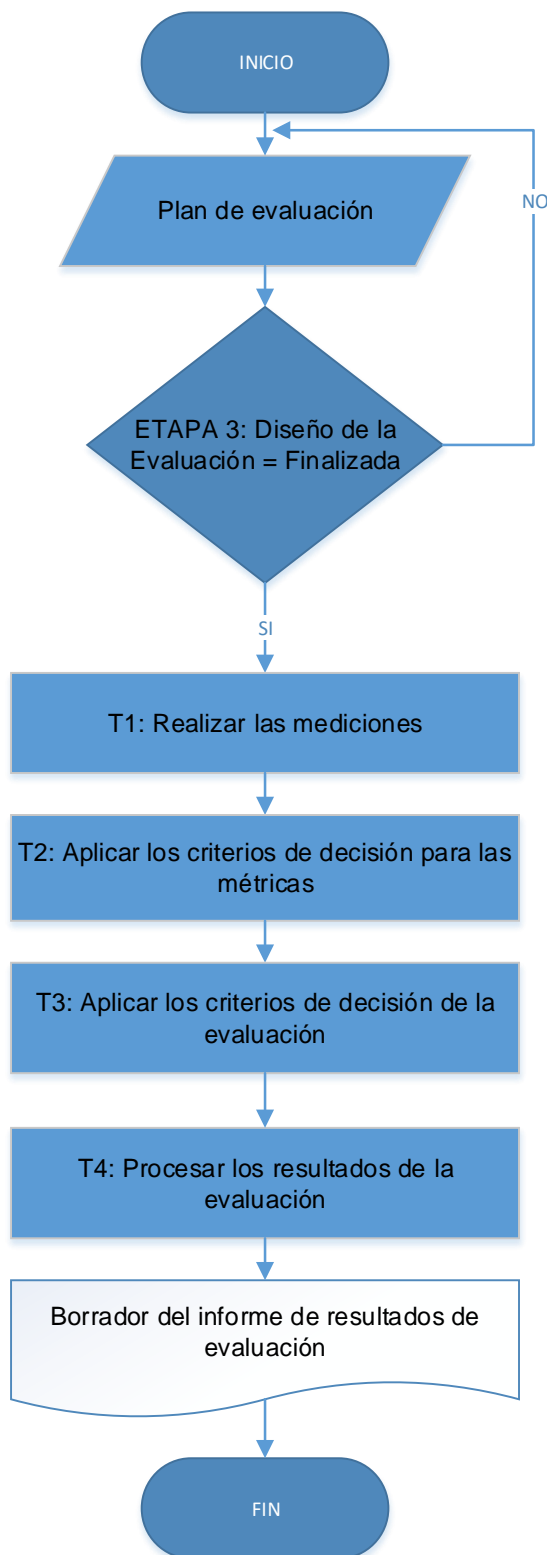 INICIO
Plan de evaluación
NO
ETAPA 3: Diseño de la
Evaluación = Finalizada
SI
T1: Realizar las mediciones
T2: Aplicar los criterios de decisión para las
métricas
T3: Aplicar los criterios de decisión de la
evaluación
T4: Procesar los resultados de la
evaluación
Borrador del informe de resultados de
evaluación
FIN